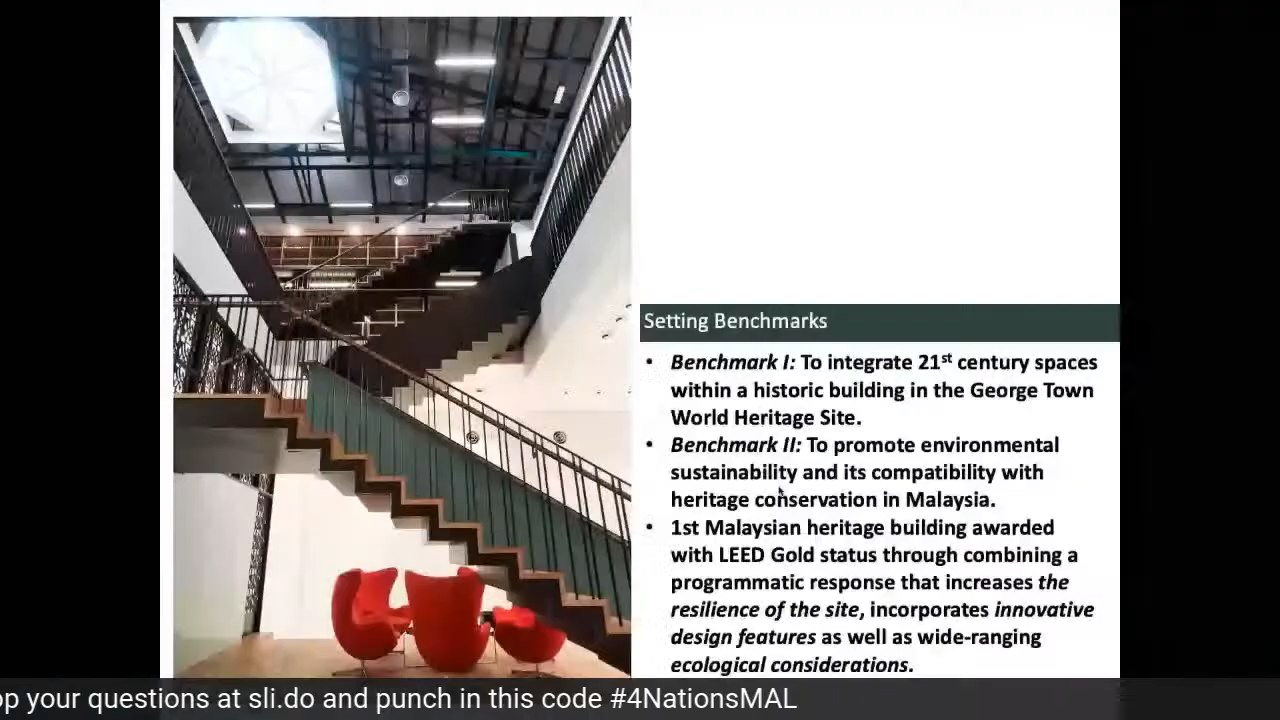 Setting Benchmarks
• Benchmark I: To integrate 21st century spaces
within a historic building in the George Town
World Heritage Site.
• Benchmark II: To promote environmental
sustainability and its compatibility with
heritage conservation in Malaysia.
• 1st Malaysian heritage building awarded
with LEED Gold status through combining a
programmatic response that increases the
resilience of the site, incorporates innovative
design features as well as wide-ranging
ecological considerations.
op your questions at sli.do and punch in this code #4NationsMAL